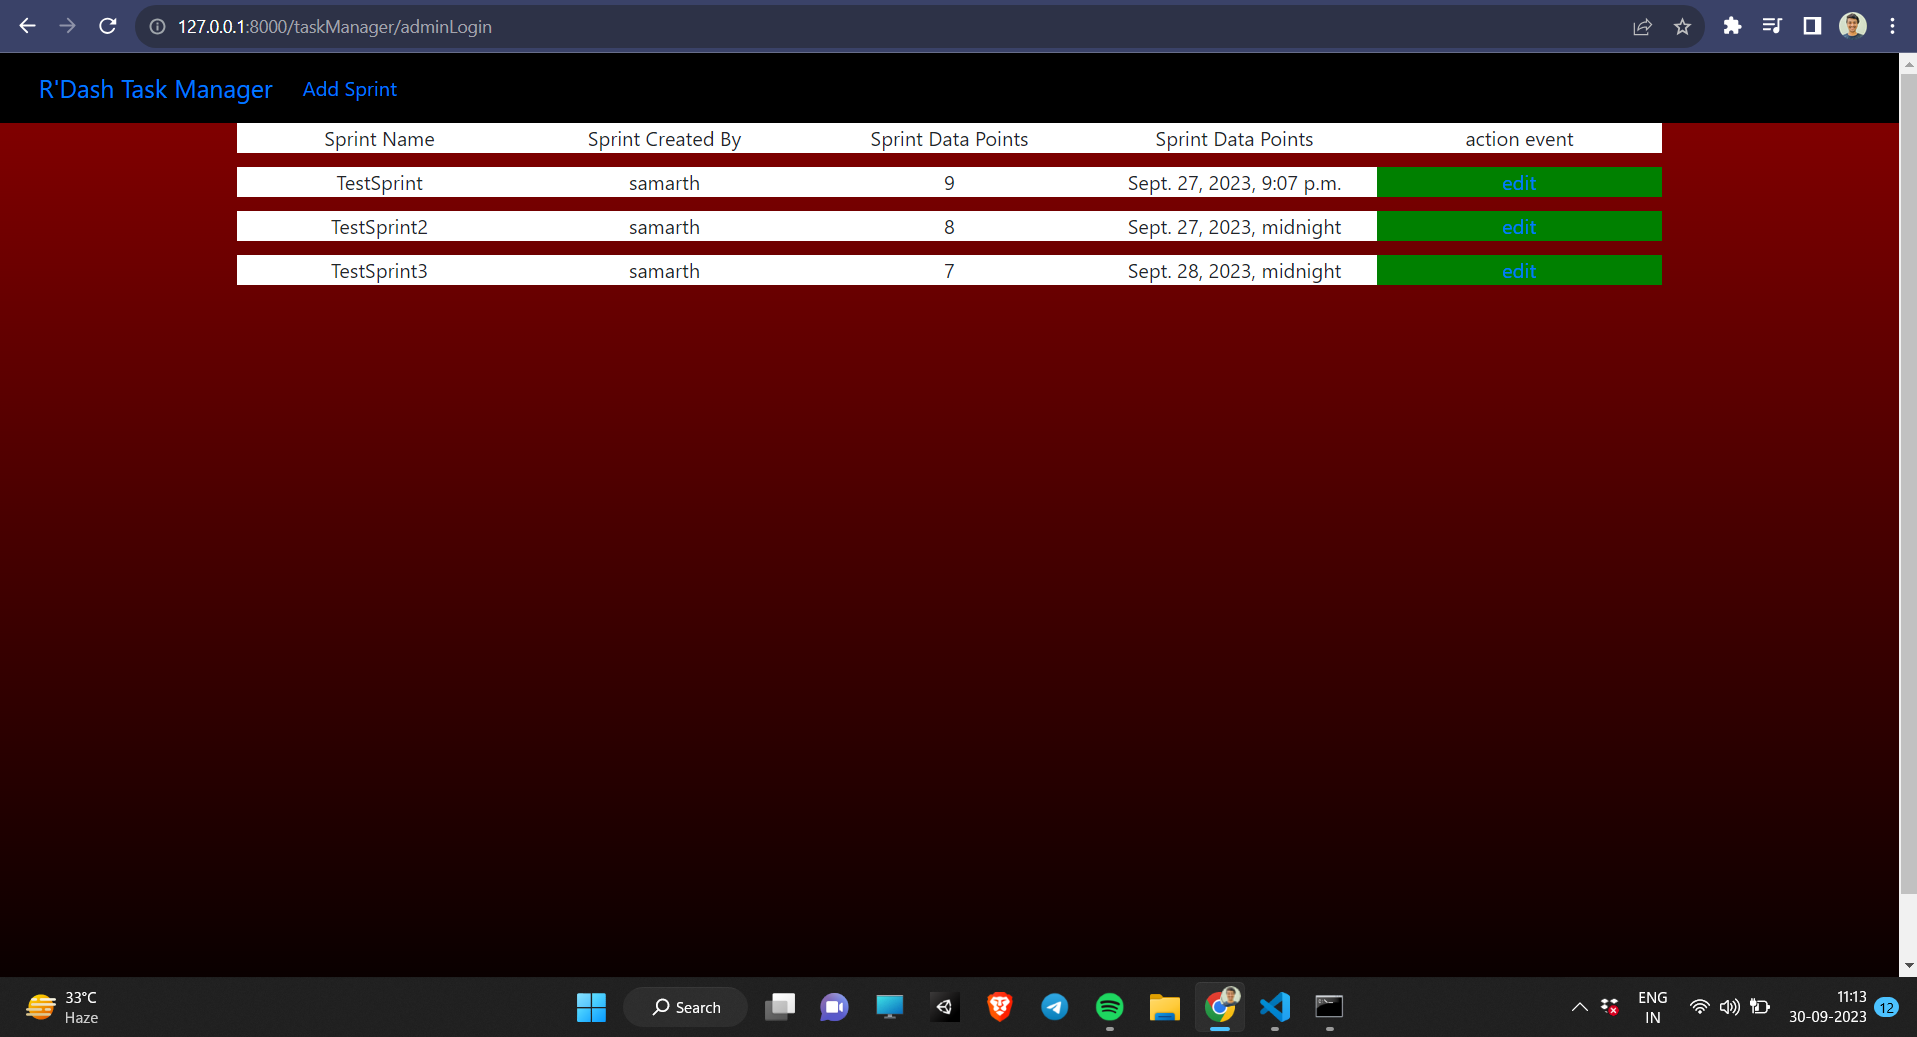 127.0.0.1:8000/taskManager/adminLogin
R'Dash Task Manager Add Sprint
Sprint Name Sprint Created By Sprint Data Points Sprint Data Points action event
TestSprint samarth 9 Sept. 27, 2023, 9:07 p.m. edit
TestSprint2 samarth 8 Sept. 27, 2023, midnight edit
TestSprint3 samarth 7 Sept. 28, 2023, midnight edit
33°C
Haze
Search
ENG
IN
11:13
30-09-2023
12